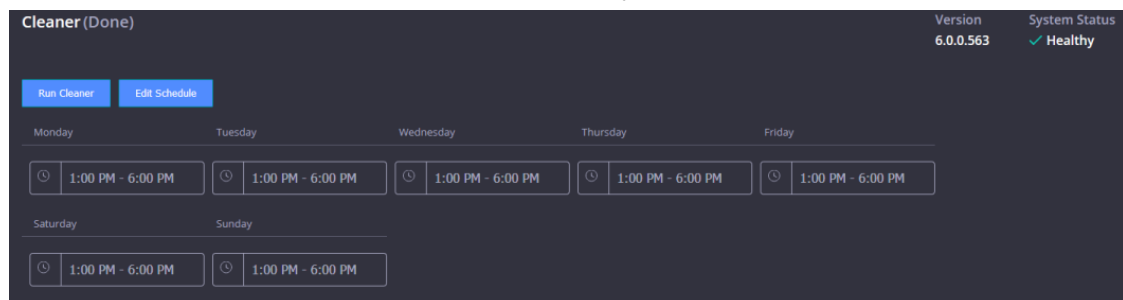 Cleaner (Done)
Version
System Status
6.0.0.563
Healthy
Run Cleaner
Edit Schedule
Monday
Tuesday
Wednesday
Thursday
Friday
1:00 PM - 6:00 PM
1:00 PM - 6:00 PM
1:00 PM - 6:00 PM
1:00 PM - 6:00 PM
1:00 PM - 6:00 PM
Saturday
Sunday
1:00 PM - 6:00 PM
1:00 PM - 6:00 PM